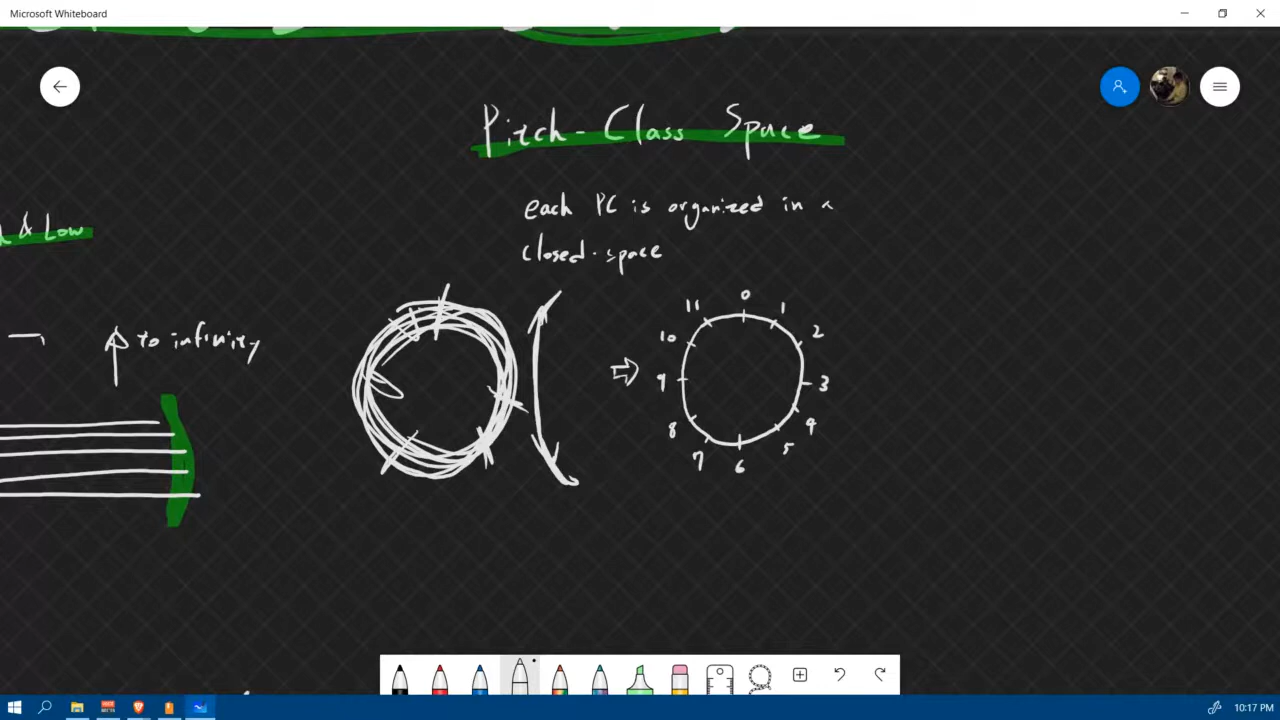 Microsoft Whiteboard
Pitch-Class Space
each PC is organized in a
closed-space
& Low
to infinity
0
11
1
10
2
9
3
8
4
7
5
6
10:17 PM